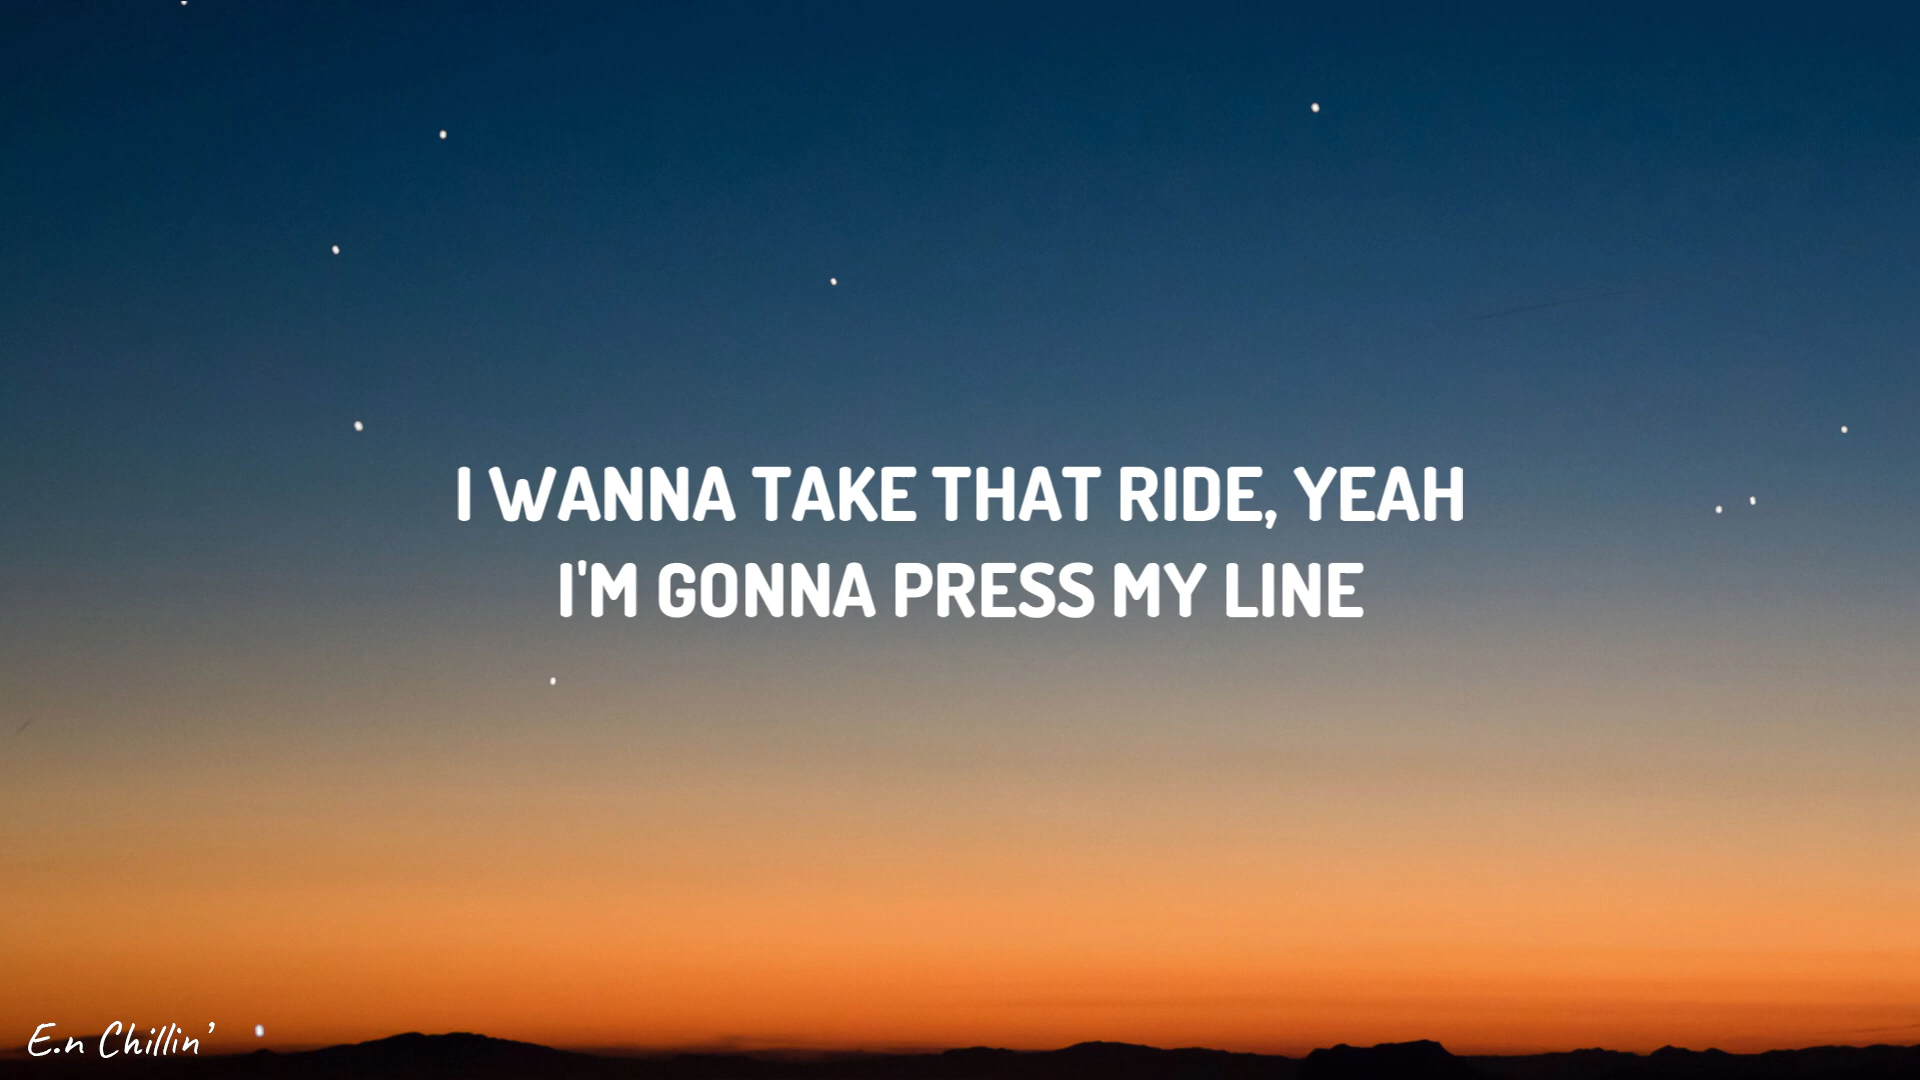 I WANNA TAKE THAT RIDE, YEAH
I'M GONNA PRESS MY LINE
E.n Chillin'